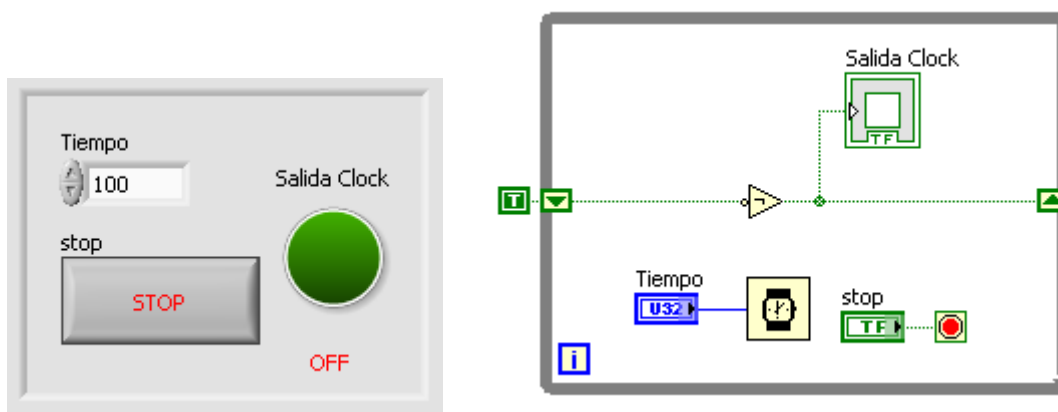 Tiempo
100
Salida Clock
stop
STOP
OFF
Salida Clock
TF
T
Tiempo
U32
stop
TF
i